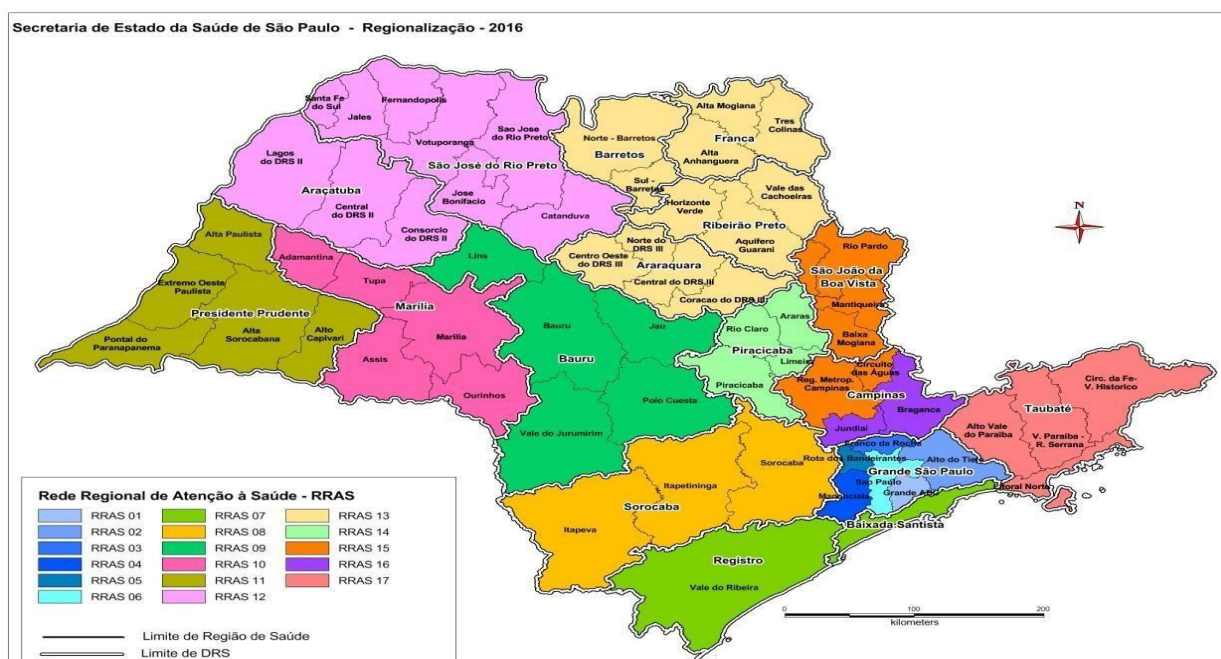 Secretaria de Estado da Saúde de São Paulo - Regionalização - 2016
Santa Fe
do Sul
Jales
Fernandopolis
Votuporanga
Sao Jose
do Rio Preto
São José do Rio Preto
Jose
Bonifacio
Catanduva
Lagos
do DRS II
Araçatuba
Central
do DRS II
Consorcio
do DRS II
Norte - Barretos
Barretos
Sul -
Barretos
Alta Mogiana
Tres
Colinas
Franca
Alta
Anhanguera
Horizonte
Verde
Vale das
Cachoeiras
Ribeirão Preto
Aquifero
Guarani
Norte do
DRS III
Centro Oeste
do DRS III
Araraquara
Central do DRS III
Coracao do DRS III
Rio Pardo
São João da
Boa Vista
Mantiqueira
Baixa
Mogiana
N
Alta Paulista
Extremo Oeste
Paulista
Presidente Prudente
Pontal do
Paranapanema
Alta
Sorocabana
Alto
Capivari
Adamantina
Tupa
Marília
Marilia
Assis
Ourinhos
Lins
Bauru
Jau
Bauru
Polo Cuesta
Vale do Jurumirim
Araras
Rio Claro
Piracicaba
Limeira
Piracicaba
Circuito
das Aguas
Reg. Metrop.
Campinas
Campinas
Braganca
Jundiai
Circ. da Fe-
V. Historico
Taubaté
Alto Vale
do Paraiba
V. Paraiba -
R. Serrana
Litoral Norte
Franco da Rocha
Rota dos Bandeirantes
Alto do Tiete
Grande São Paulo
Sao Paulo
Grande ABC
Mananciais
Baixada Santista
Sorocaba
Itapetininga
Sorocaba
Itapeva
Registro
Vale do Ribeira
0 100 200
kilometers
Rede Regional de Atenção à Saúde - RRAS
RRAS 01 RRAS 07 RRAS 13
RRAS 02 RRAS 08 RRAS 14
RRAS 03 RRAS 09 RRAS 15
RRAS 04 RRAS 10 RRAS 16
RRAS 05 RRAS 11 RRAS 17
RRAS 06 RRAS 12
Limite de Região de Saúde
Limite de DRS